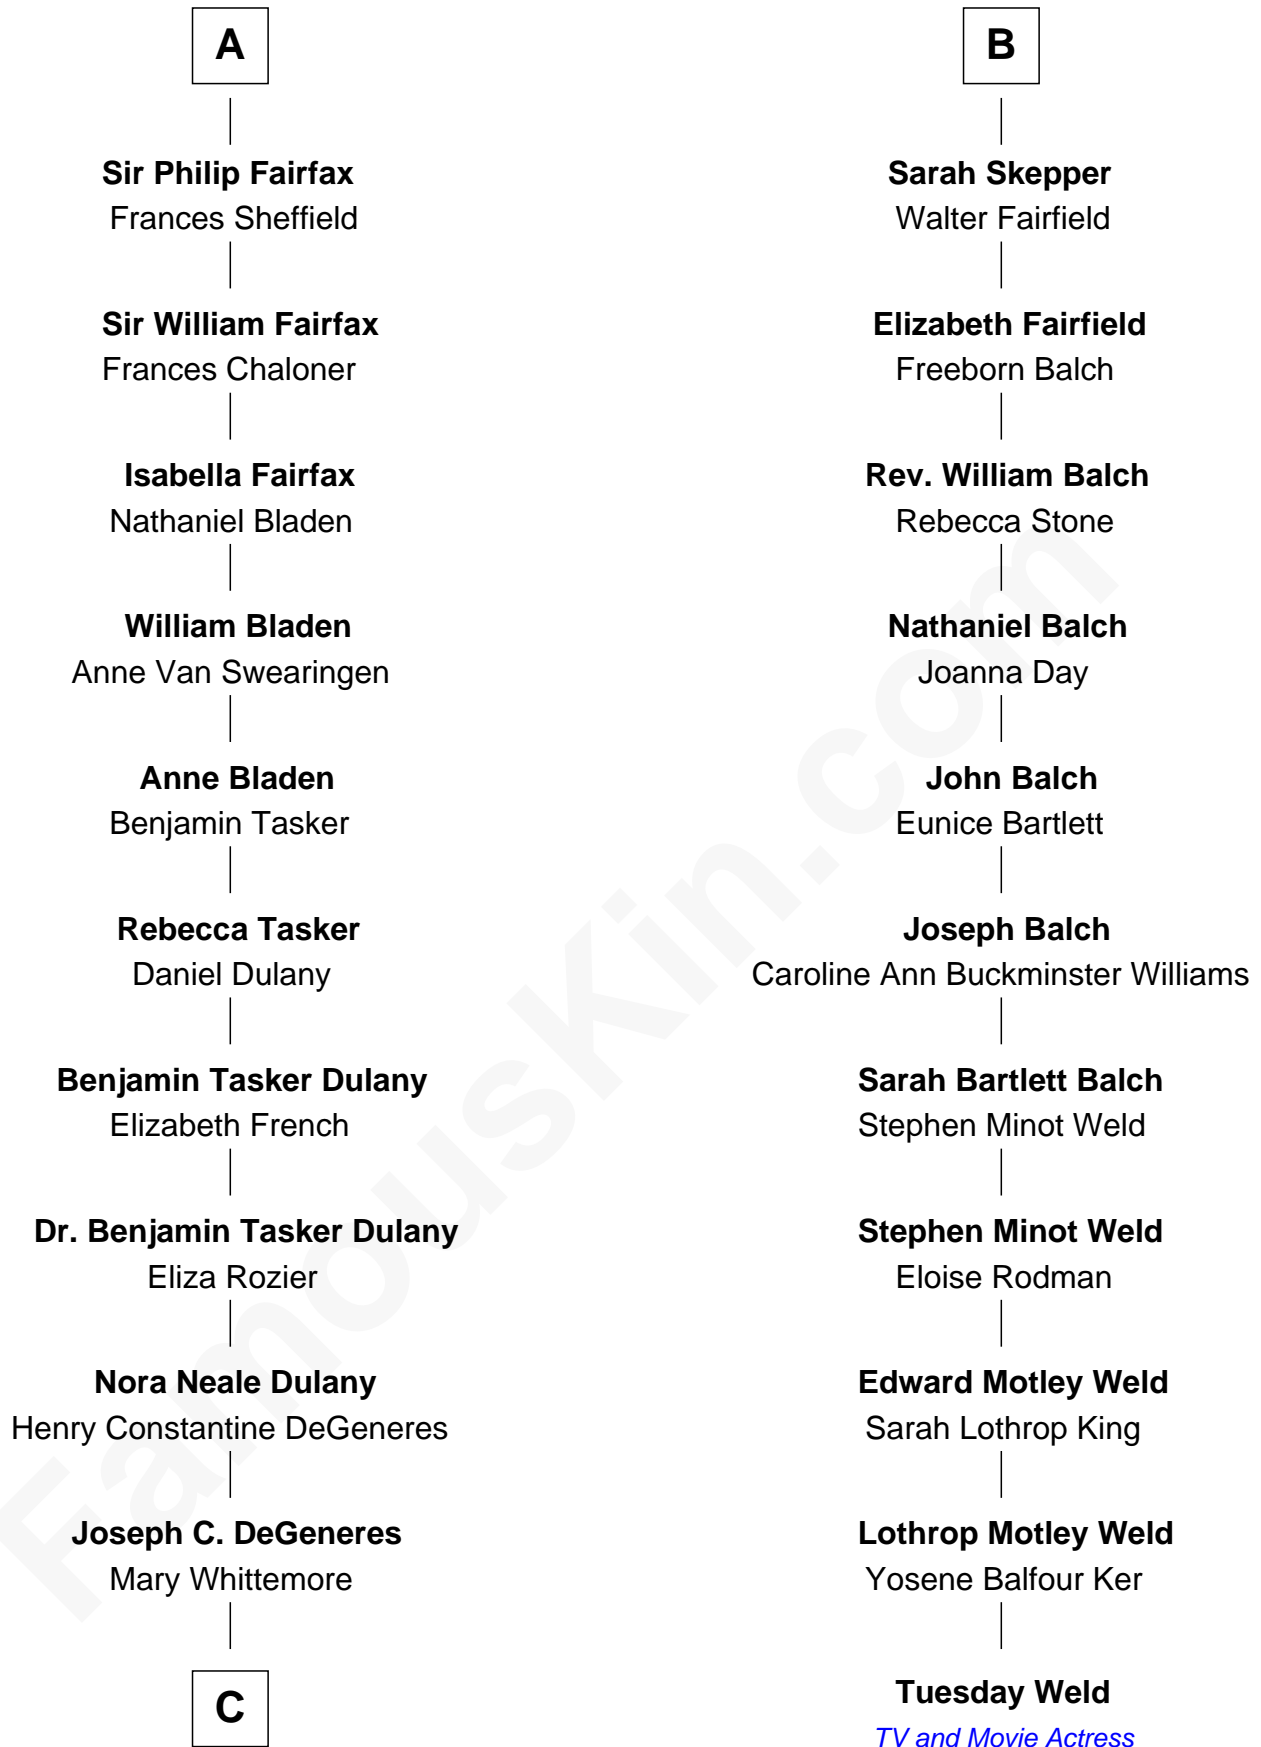 A
Sir Philip Fairfax
Frances Sheffield
Sir William Fairfax
Frances Chaloner
Isabella Fairfax
Nathaniel Bladen
William Bladen
Anne Van Swearingen
Anne Bladen
Benjamin Tasker
Rebecca Tasker
Daniel Dulany
Benjamin Tasker Dulany
Elizabeth French
Dr. Benjamin Tasker Dulany
Eliza Rozier
Nora Neale Dulany
Henry Constantine DeGeneres
Joseph C. DeGeneres
Mary Whittemore
C
B
Sarah Skepper
Walter Fairfield
Elizabeth Fairfield
Freeborn Balch
Rev. William Balch
Rebecca Stone
Nathaniel Balch
Joanna Day
John Balch
Eunice Bartlett
Joseph Balch
Caroline Ann Buckminster Williams
Sarah Bartlett Balch
Stephen Minot Weld
Stephen Minot Weld
Eloise Rodman
Edward Motley Weld
Sarah Lothrop King
Lothrop Motley Weld
Yosene Balfour Ker
Tuesday Weld
TV and Movie Actress
FamousKin.com